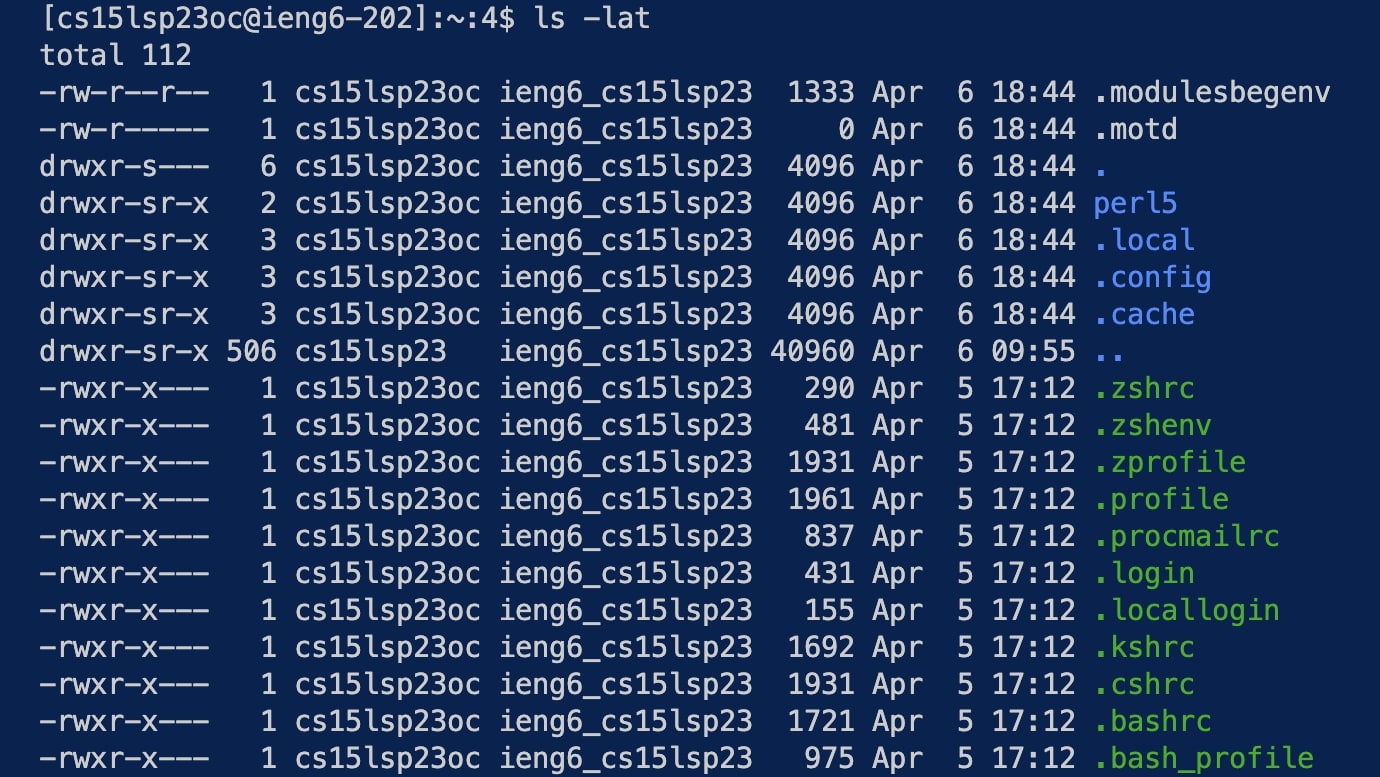 [cs15lsp23oc@ieng6-202]:~:4$ ls -lat
total 112
-rw-r--r--   1 cs15lsp23oc ieng6_cs15lsp23  1333 Apr  6 18:44 .modulesbegenv
-rw-r-----   1 cs15lsp23oc ieng6_cs15lsp23     0 Apr  6 18:44 .motd
drwxr-s---   6 cs15lsp23oc ieng6_cs15lsp23  4096 Apr  6 18:44 .
drwxr-sr-x   2 cs15lsp23oc ieng6_cs15lsp23  4096 Apr  6 18:44 perl5
drwxr-sr-x   3 cs15lsp23oc ieng6_cs15lsp23  4096 Apr  6 18:44 .local
drwxr-sr-x   3 cs15lsp23oc ieng6_cs15lsp23  4096 Apr  6 18:44 .config
drwxr-sr-x   3 cs15lsp23oc ieng6_cs15lsp23  4096 Apr  6 18:44 .cache
drwxr-sr-x 506 cs15lsp23   ieng6_cs15lsp23 40960 Apr  6 09:55 ..
-rwxr-x---   1 cs15lsp23oc ieng6_cs15lsp23   290 Apr  5 17:12 .zshrc
-rwxr-x---   1 cs15lsp23oc ieng6_cs15lsp23   481 Apr  5 17:12 .zshenv
-rwxr-x---   1 cs15lsp23oc ieng6_cs15lsp23  1931 Apr  5 17:12 .zprofile
-rwxr-x---   1 cs15lsp23oc ieng6_cs15lsp23  1961 Apr  5 17:12 .profile
-rwxr-x---   1 cs15lsp23oc ieng6_cs15lsp23   837 Apr  5 17:12 .procmailrc
-rwxr-x---   1 cs15lsp23oc ieng6_cs15lsp23   431 Apr  5 17:12 .login
-rwxr-x---   1 cs15lsp23oc ieng6_cs15lsp23   155 Apr  5 17:12 .locallogin
-rwxr-x---   1 cs15lsp23oc ieng6_cs15lsp23  1692 Apr  5 17:12 .kshrc
-rwxr-x---   1 cs15lsp23oc ieng6_cs15lsp23  1931 Apr  5 17:12 .cshrc
-rwxr-x---   1 cs15lsp23oc ieng6_cs15lsp23  1721 Apr  5 17:12 .bashrc
-rwxr-x---   1 cs15lsp23oc ieng6_cs15lsp23   975 Apr  5 17:12 .bash_profile